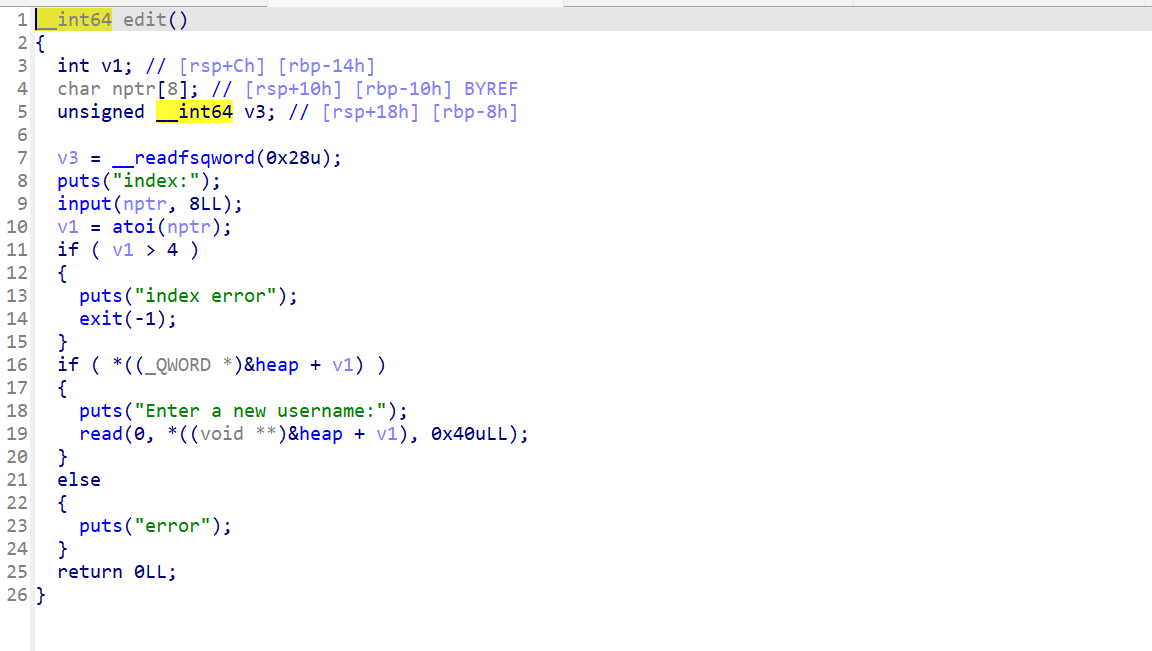 1 __int64 edit()
2 {
3   int v1; // [rsp+Ch] [rbp-14h]
4   char nptr[8]; // [rsp+10h] [rbp-10h] BYREF
5   unsigned __int64 v3; // [rsp+18h] [rbp-8h]
6
7   v3 = __readfsqword(0x28u);
8   puts("index:");
9   input(nptr, 8LL);
10   v1 = atoi(nptr);
11   if ( v1 > 4 )
12   {
13     puts("index error");
14     exit(-1);
15   }
16   if ( *((_QWORD *)&heap + v1) )
17   {
18     puts("Enter a new username:");
19     read(0, *((void **)&heap + v1), 0x40uLL);
20   }
21   else
22   {
23     puts("error");
24   }
25   return 0LL;
26 }